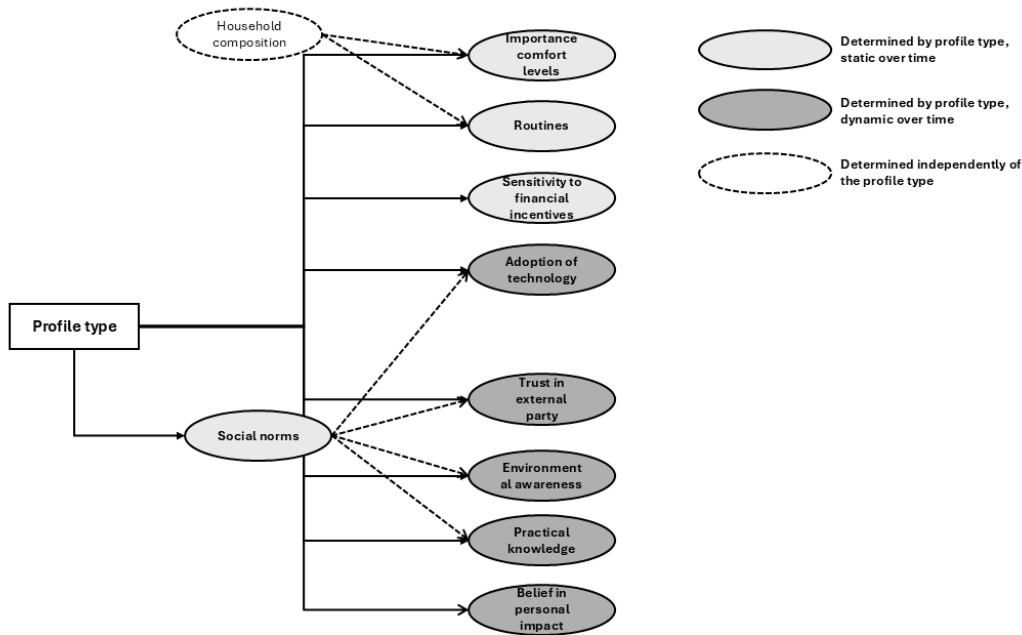 Household
composition
Importance
comfort
levels
Routines
Sensitivity to
financial
incentives
Adoption of
technology
Profile type
Trust in
external
party
Social norms
Environment
al awareness
Practical
knowledge
Belief in
personal
impact
Determined by profile type,
static over time
Determined by profile type,
dynamic over time
Determined independently of
the profile type